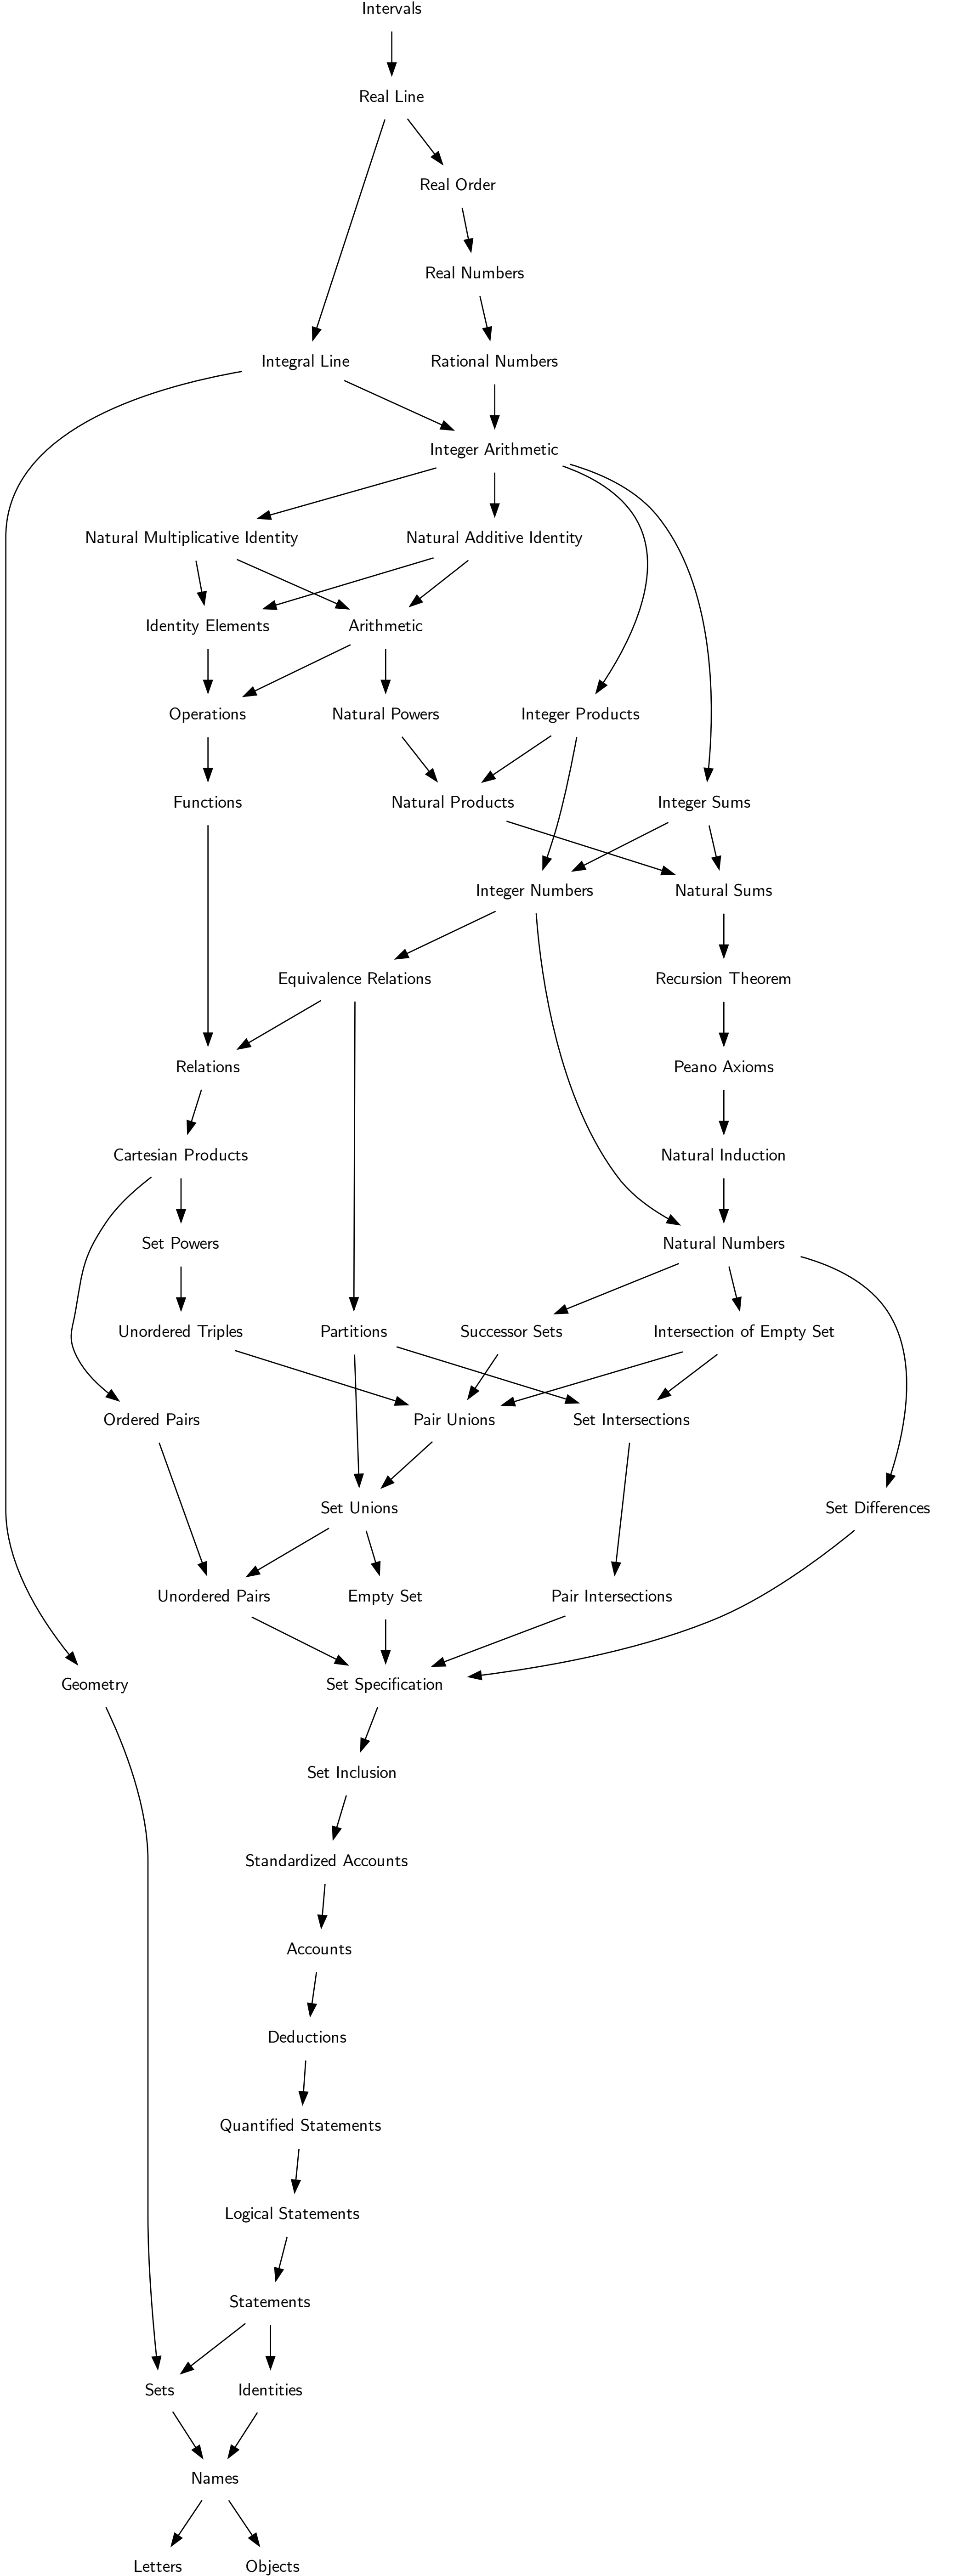 Intervals
Real Line
Real Order
Real Numbers
Integral Line
Rational Numbers
Integer Arithmetic
Natural Multiplicative Identity
Natural Additive Identity
Identity Elements
Arithmetic
Operations
Natural Powers
Integer Products
Functions
Natural Products
Integer Sums
Integer Numbers
Natural Sums
Equivalence Relations
Recursion Theorem
Relations
Peano Axioms
Cartesian Products
Natural Induction
Set Powers
Natural Numbers
Unordered Triples
Partitions
Successor Sets
Intersection of Empty Set
Ordered Pairs
Pair Unions
Set Intersections
Set Unions
Set Differences
Unordered Pairs
Empty Set
Pair Intersections
Geometry
Set Specification
Set Inclusion
Standardized Accounts
Accounts
Deductions
Quantified Statements
Logical Statements
Statements
Sets
Identities
Names
Letters
Objects